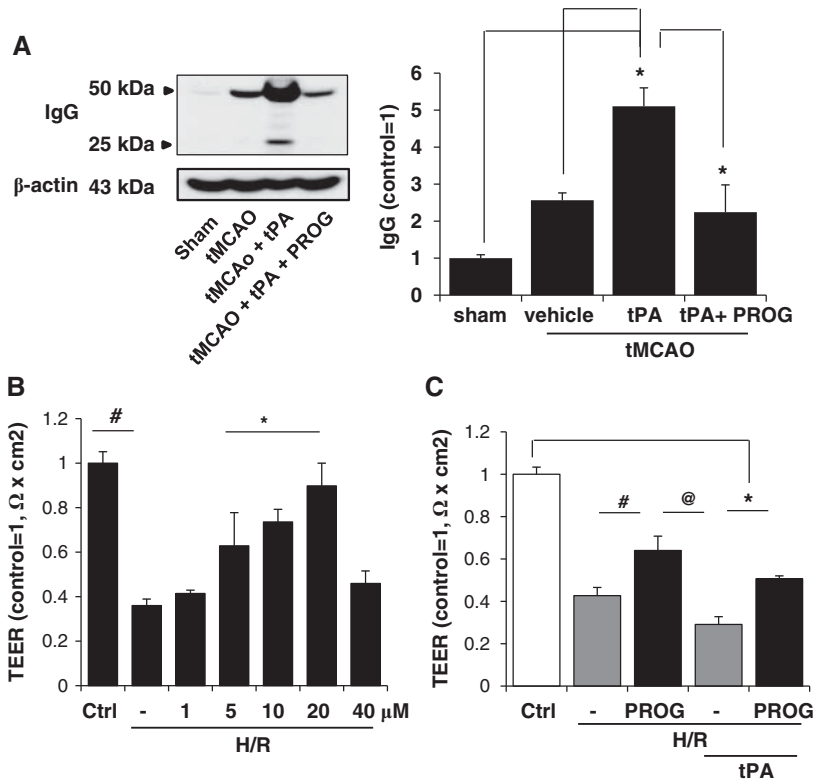 A
50 kDa
IgG
25 kDa
β-actin 43 kDa
Sham
tMCAO
tMCAo + tPA
tMCAO + tPA + PROG
IgG (control=1)
6
5
4
3
2
1
0
*
*
sham vehicle tPA tPA+ PROG
tMCAO
B
TEER (control=1, Ω x cm2)
1.2
1
0.8
0.6
0.4
0.2
0
#
*
Ctrl - 1 5 10 20 40 μM
H/R
C
TEER (control=1, Ω x cm2)
1.2
1
0.8
0.6
0.4
0.2
0
# @ *
Ctrl - PROG - PROG
H/R
tPA